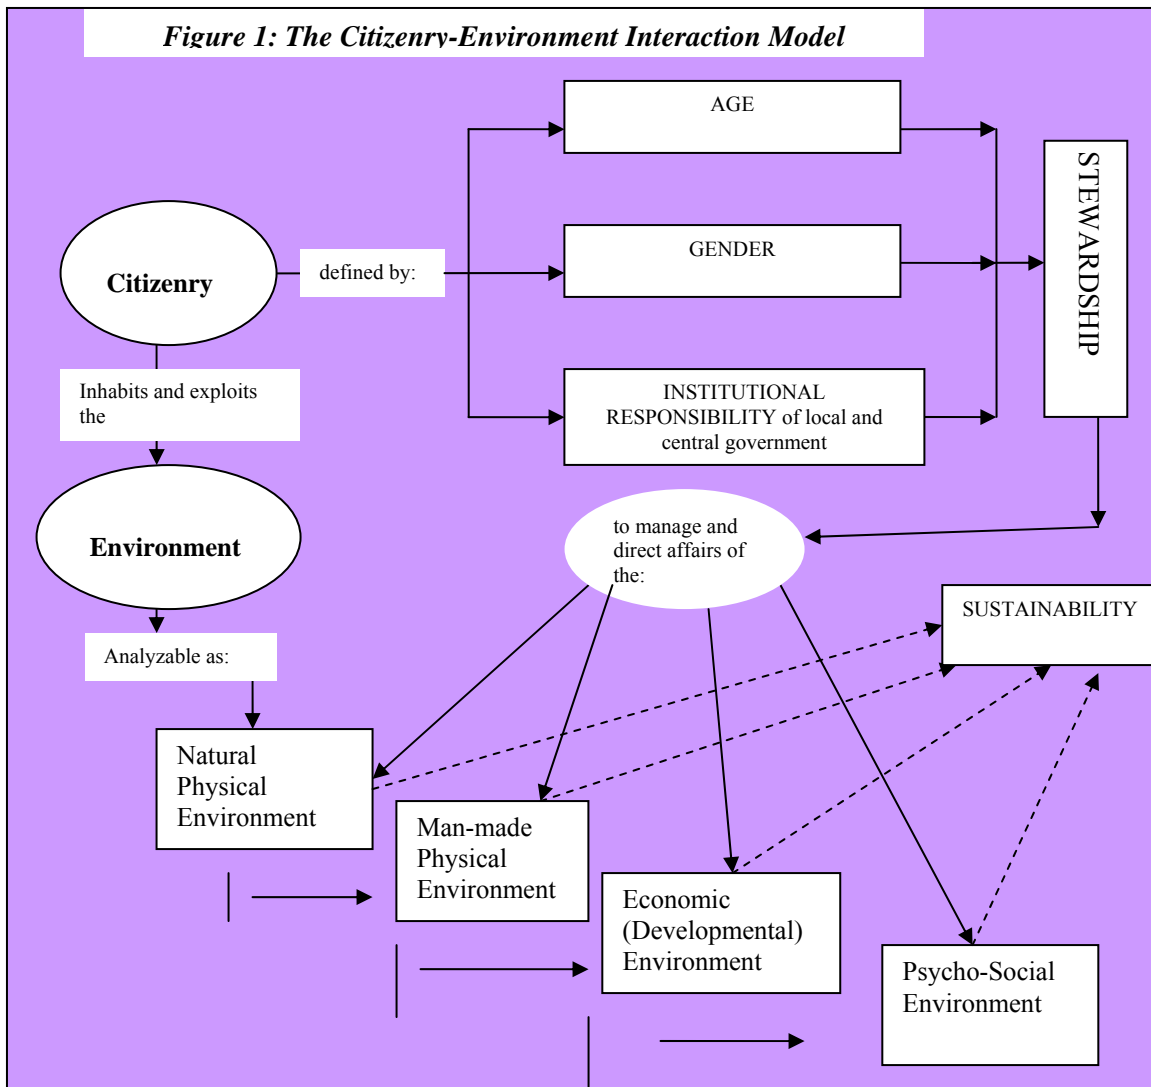 Figure 1: The Citizenry-Environment Interaction Model
AGE
STEWARDSHIP
GENDER
defined by:
Citizenry
Inhabits and exploits
the
INSTITUTIONAL
RESPONSIBILITY of local and
central government
to manage and
direct affairs of
the:
Environment
SUSTAINABILITY
Analyzable as:
Natural
Physical
Environment
Man-made
Physical
Environment
Economic
(Developmental)
Environment
Psycho-Social
Environment